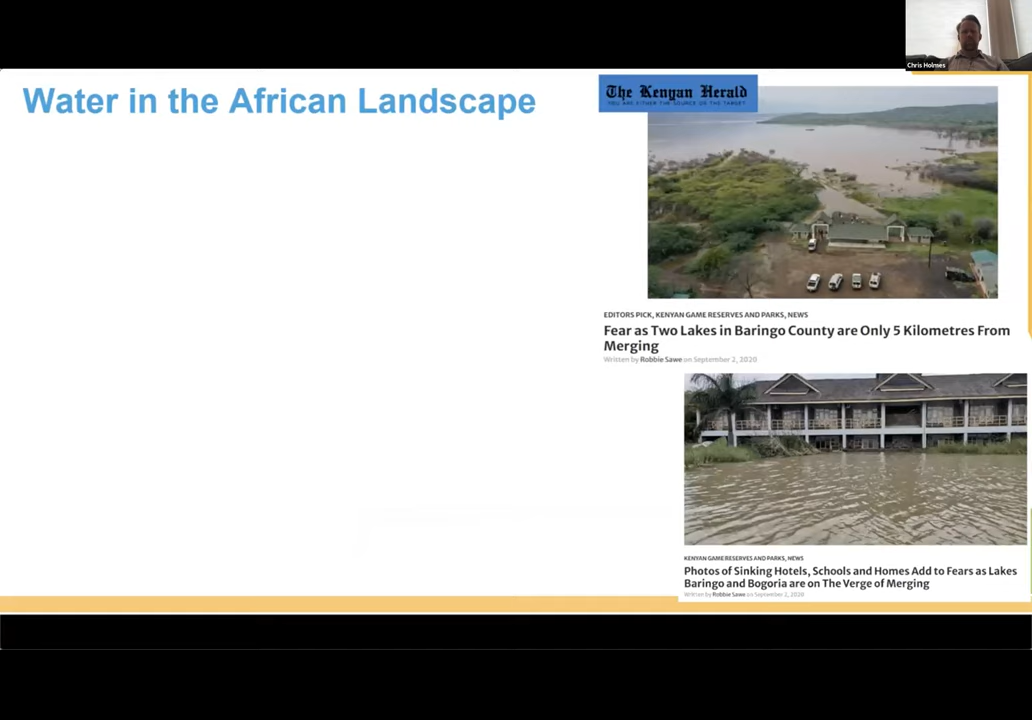 Chris Holmes
Water in the African Landscape
The Kenyan Herald
YOU ARE EITHER THE SOURCE OR THE TARGET
EDITORS PICK, KENYAN GAME RESERVES AND PARKS, NEWS
Fear as Two Lakes in Baringo County are Only 5 Kilometres From
Merging
Written by Robbie Sawe on September 2, 2020
KENYAN GAME RESERVES AND PARKS, NEWS
Photos of Sinking Hotels, Schools and Homes Add to Fears as Lakes
Baringo and Bogoria are on The Verge of Merging
Written by Robbie Sawe on September 2, 2020